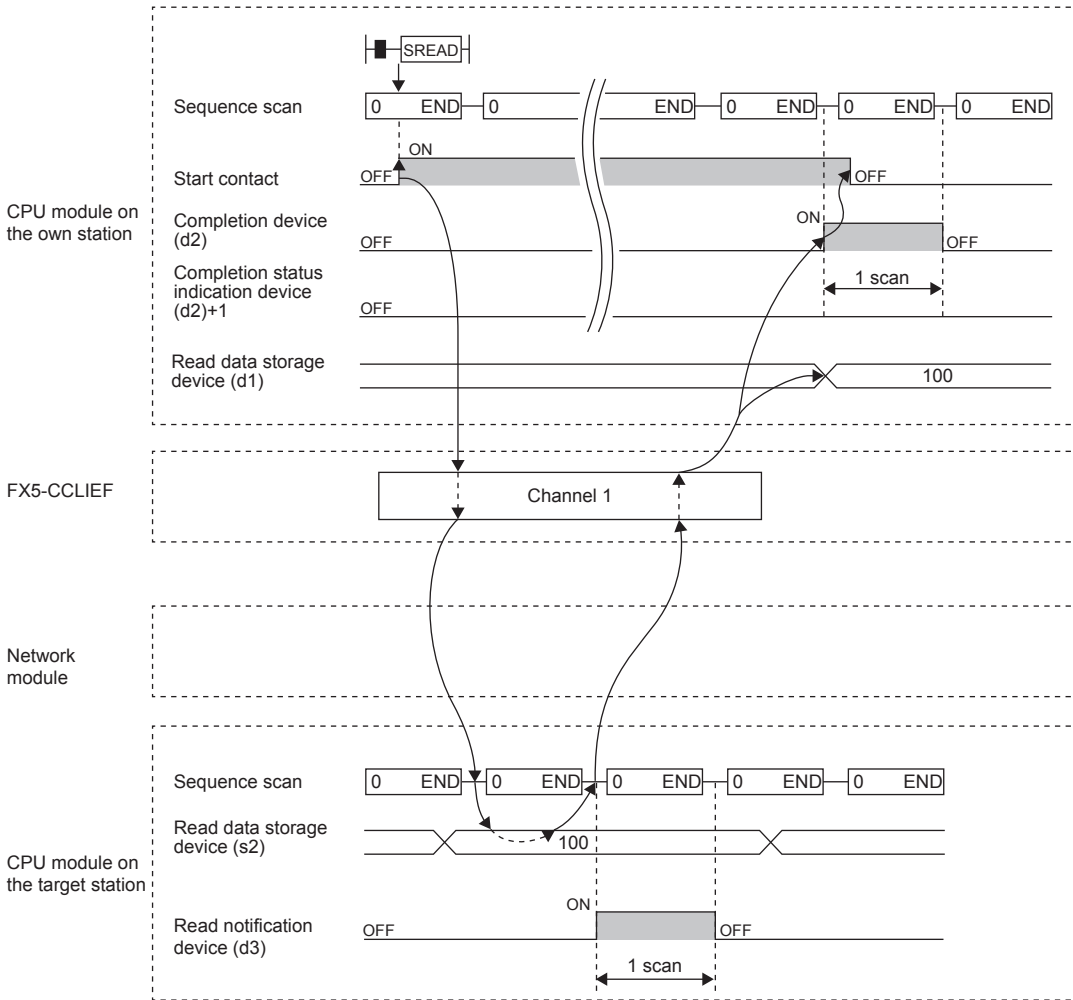 SREAD
Sequence scan
0 END 0 END 0 END 0 END 0 END
ON
Start contact
OFF
OFF
CPU module on
the own station
Completion device
(d2)
ON
OFF
OFF
Completion status
indication device
(d2)+1
1 scan
OFF
Read data storage
device (d1)
100
FX5-CCLIEF
Channel 1
Network
module
Sequence scan
0 END 0 END 0 END 0 END 0 END
Read data storage
device (s2)
100
CPU module on
the target station
ON
Read notification
device (d3)
OFF
OFF
1 scan